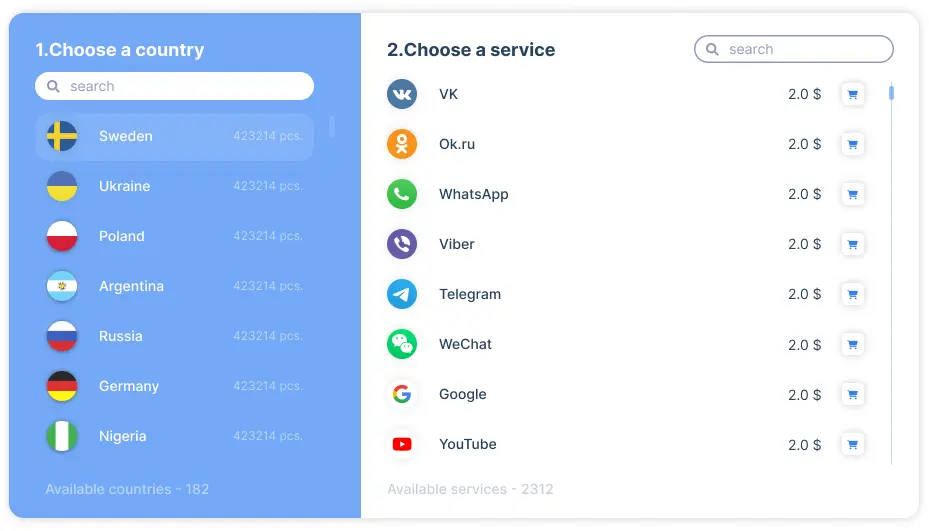 1.Choose a country
search
Sweden 423214 pcs.
Ukraine 423214 pcs.
Poland 423214 pcs.
Argentina 423214 pcs.
Russia 423214 pcs.
Germany 423214 pcs.
Nigeria 423214 pcs.
Available countries - 182
2.Choose a service
search
VK 2.0 $
Ok.ru 2.0 $
WhatsApp 2.0 $
Viber 2.0 $
Telegram 2.0 $
WeChat 2.0 $
Google 2.0 $
YouTube 2.0 $
Available services - 2312